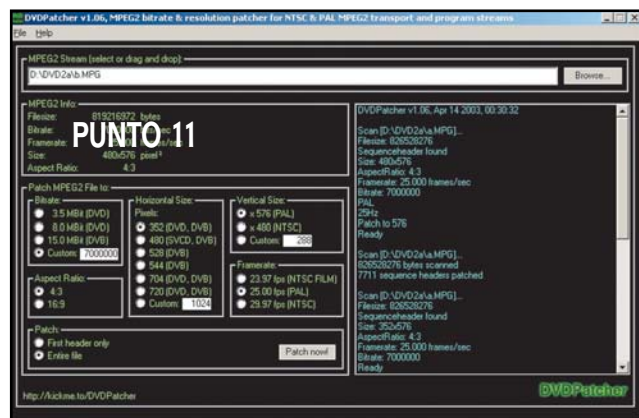 DVDPatcher v1.06, MPEG2 bitrate & resolution patcher for NTSC & PAL MPEG2 transport and program streams
File Help
MPEG2 Stream (select or drag and drop):
D:\DVD2a\b.MPG
Browse...
MPEG2 Info:
Filesize: 819216972 bytes
Bitrate:
Framerate:
Size: 480x576 pixel²
Aspect Ratio: 4:3
PUNTO 11
Patch MPEG2 File to:
Bitrate:
3.5 MBit (DVD)
8.0 MBit (DVD)
15.0 MBit (DVD)
Custom: 7000000
Aspect Ratio:
4:3
16:9
Horizontal Size:
Pixels:
352 (DVD, DVB)
480 (SVCD, DVB)
528 (DVB)
544 (DVB)
704 (DVD, DVB)
720 (DVD, DVB)
Custom: 1024
Vertical Size:
x 576 (PAL)
x 480 (NTSC)
Custom: 288
Framerate:
23.97 fps (NTSC FILM)
25.00 fps (PAL)
29.97 fps (NTSC)
Patch:
First header only
Entire file
Patch now!
DVDPatcher v1.06, Apr 14 2003, 00:30:32
Scan [D:\DVD2a\a.MPG]...
Filesize: 826528276
Sequenceheader found
Size: 480x576
AspectRatio: 4:3
Framerate: 25.000 frames/sec
Bitrate: 7000000
PAL
25Hz
Patch to 576
Ready
Scan [D:\DVD2a\a.MPG]...
826528276 bytes scanned
7711 sequence headers patched
Scan [D:\DVD2a\a.MPG]...
Filesize: 826528276
Sequenceheader found
Size: 352x576
AspectRatio: 4:3
Framerate: 25.000 frames/sec
Bitrate: 7000000
Ready
http://kickme.to/DVDPatcher
DVDPatcher